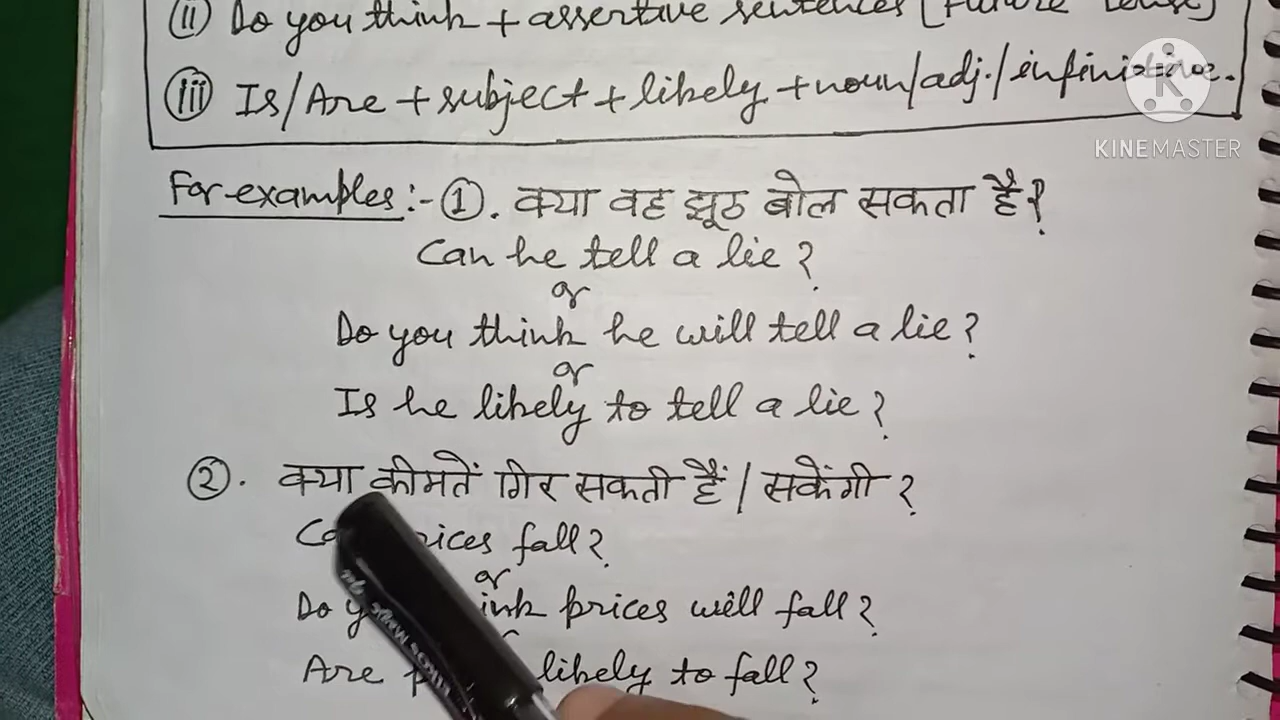 (ii) Do you think + assertive sentences [Future Tense]
(iii) Is/Are + subject + likely + noun/adj./infinitive.
KINEMASTER
For examples :- ①. क्या वह झूठ बोल सकता है?
Can he tell a lie?
or
Do you think he will tell a lie?
or
Is he likely to tell a lie?
②. क्या कीमतें गिर सकती हैं / सकेंगी ?
fall?
or
Do prices will fall?
Are likely to fall?